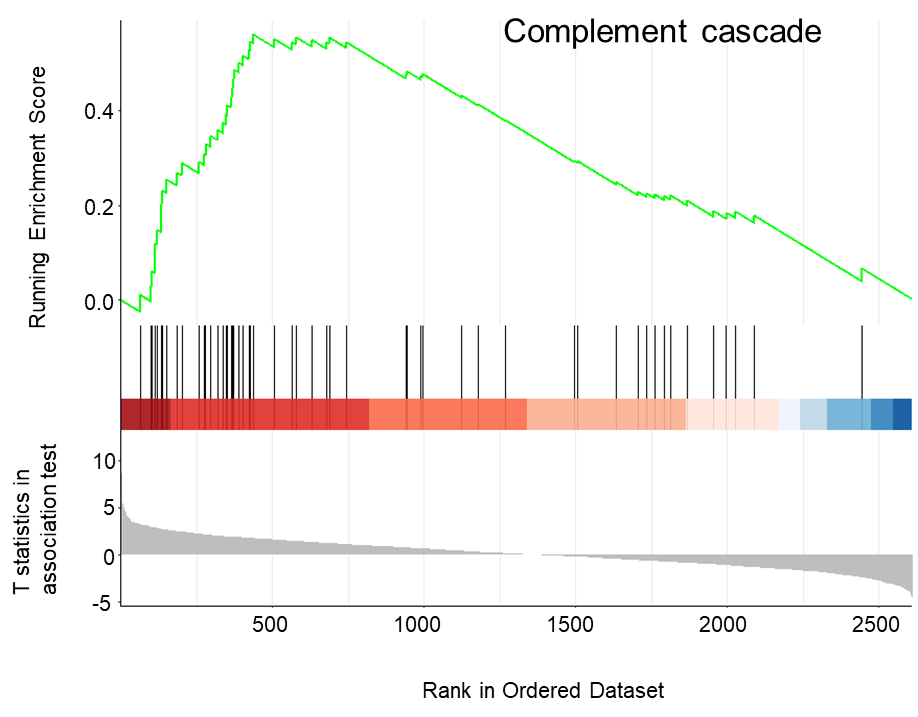 Complement cascade
Running Enrichment Score
0.4
0.2
0.0
T statistics in
association test
10
5
0
-5
500
1000
1500
2000
2500
Rank in Ordered Dataset